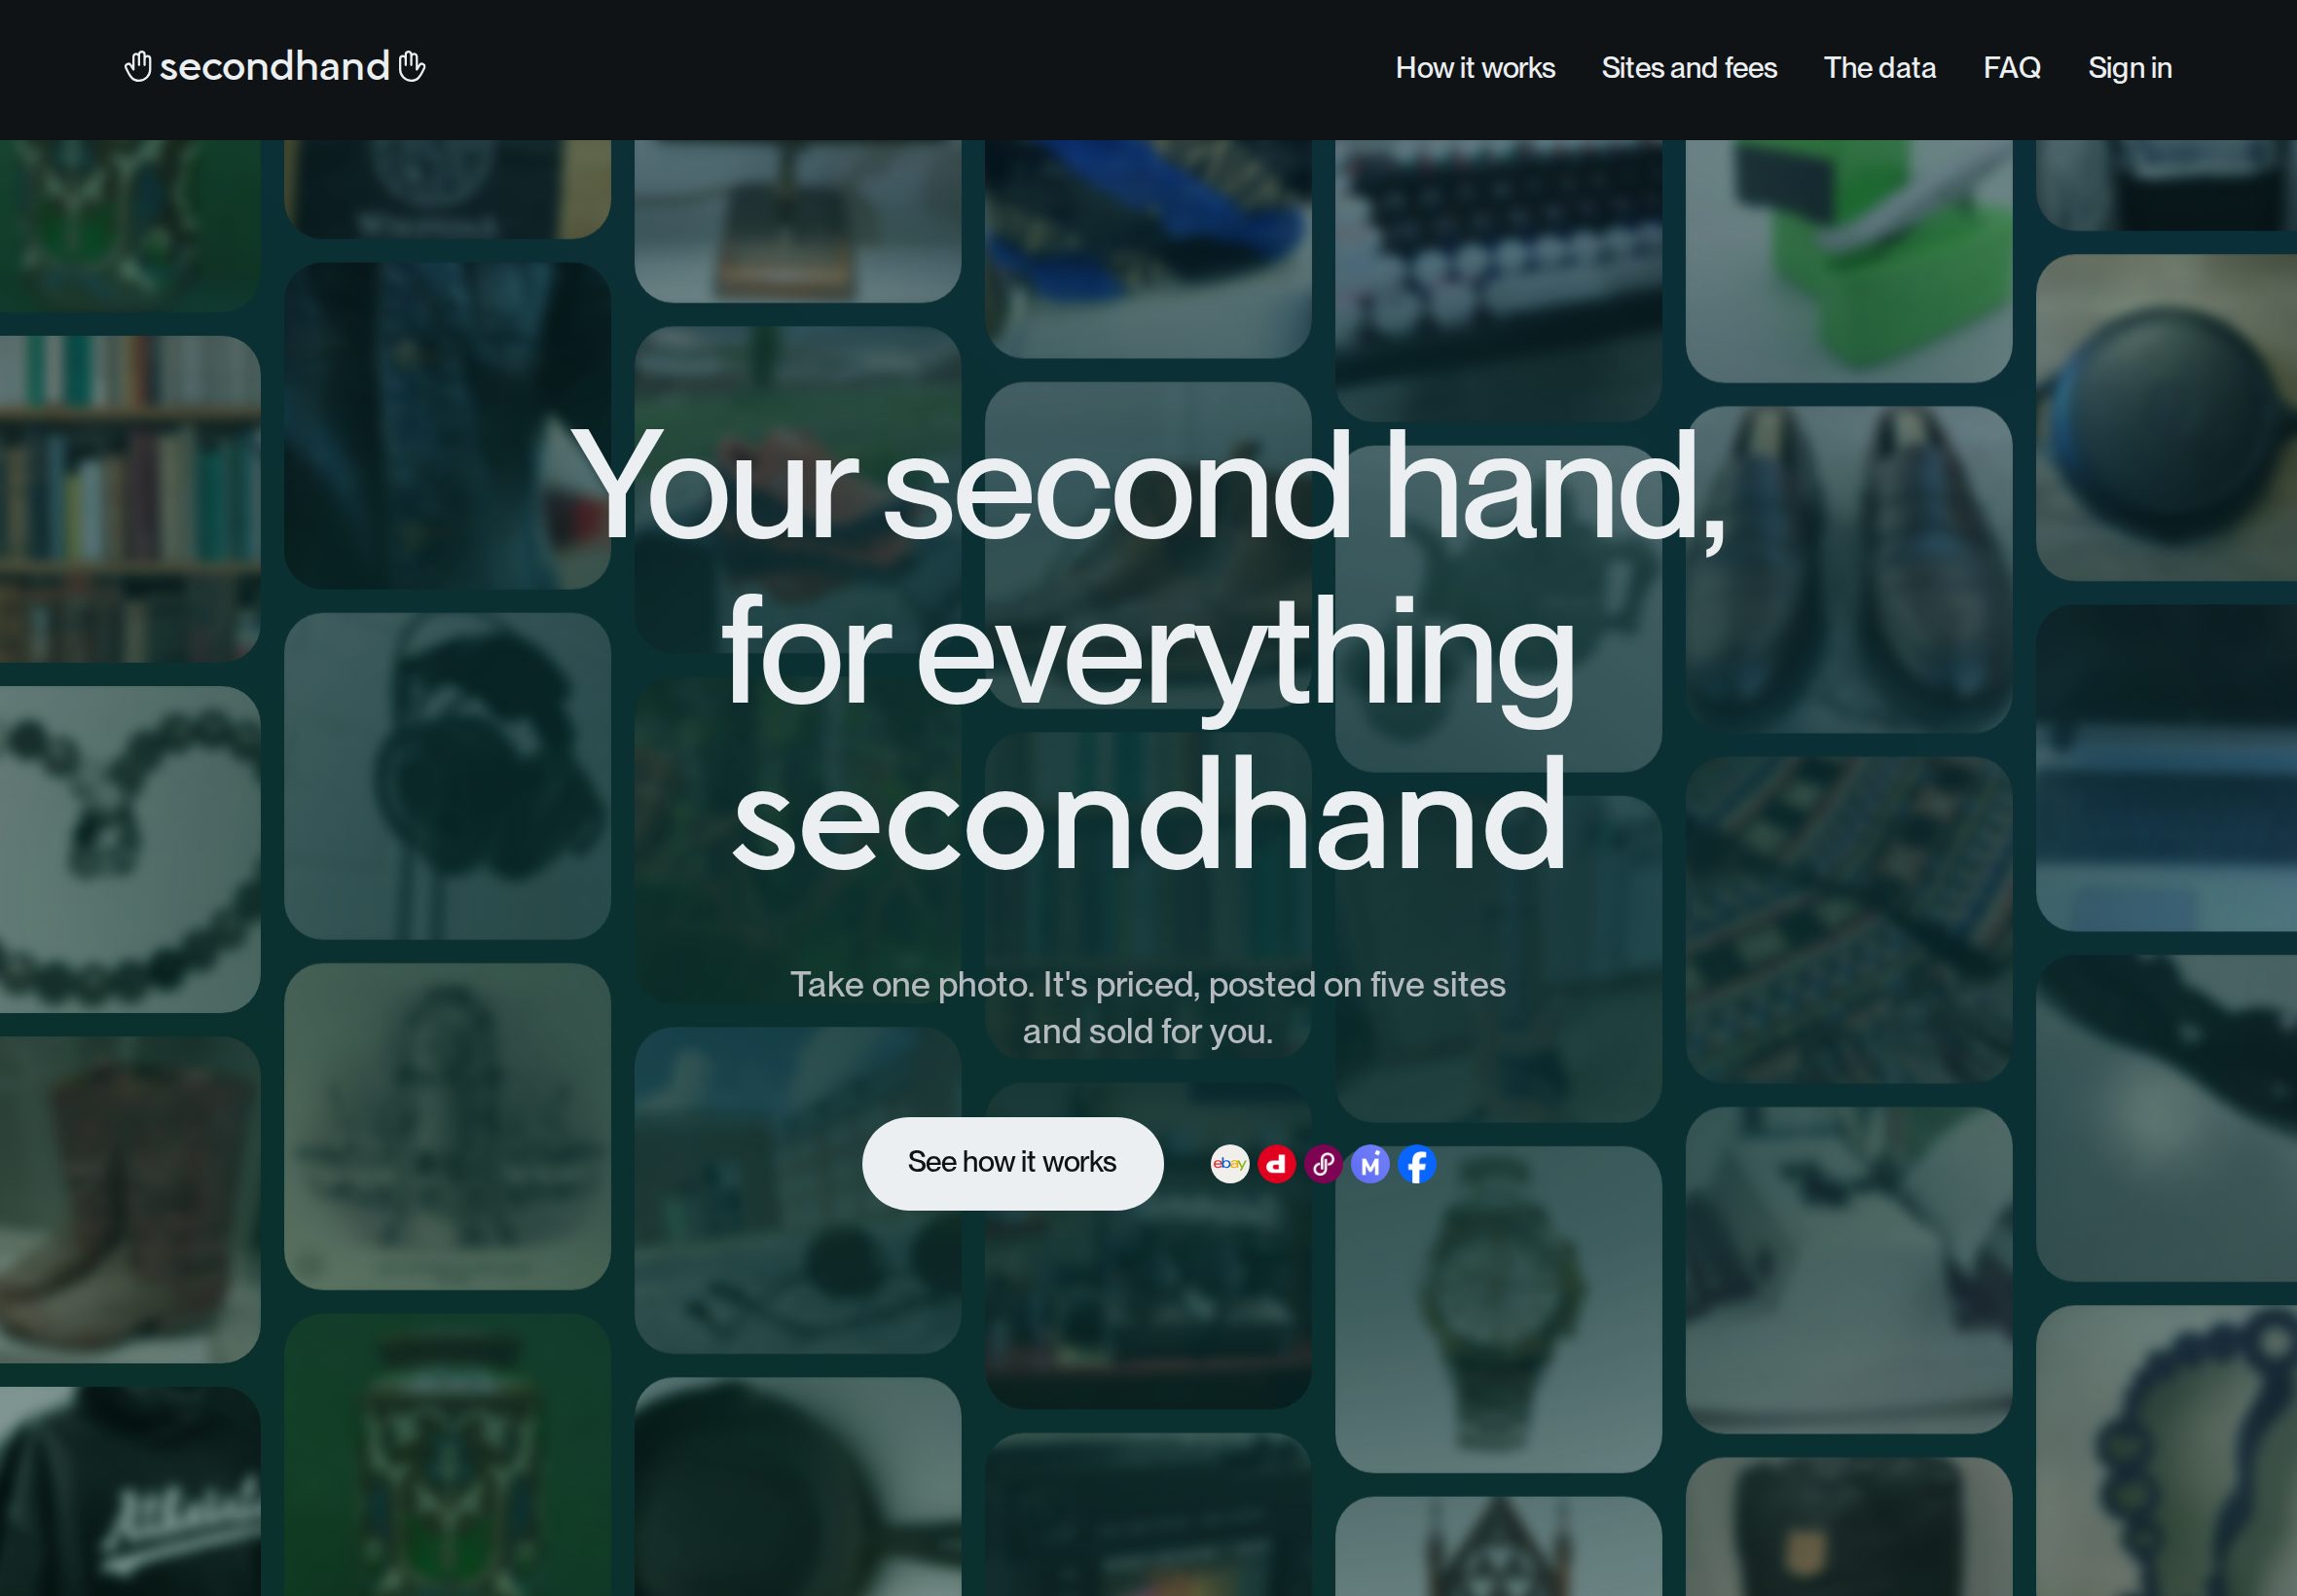 secondhand
How it works
Sites and fees
The data
FAQ
Sign in
Your second hand,
for everything
secondhand
Take one photo. It's priced, posted on five sites
and sold for you.
See how it works
ebay